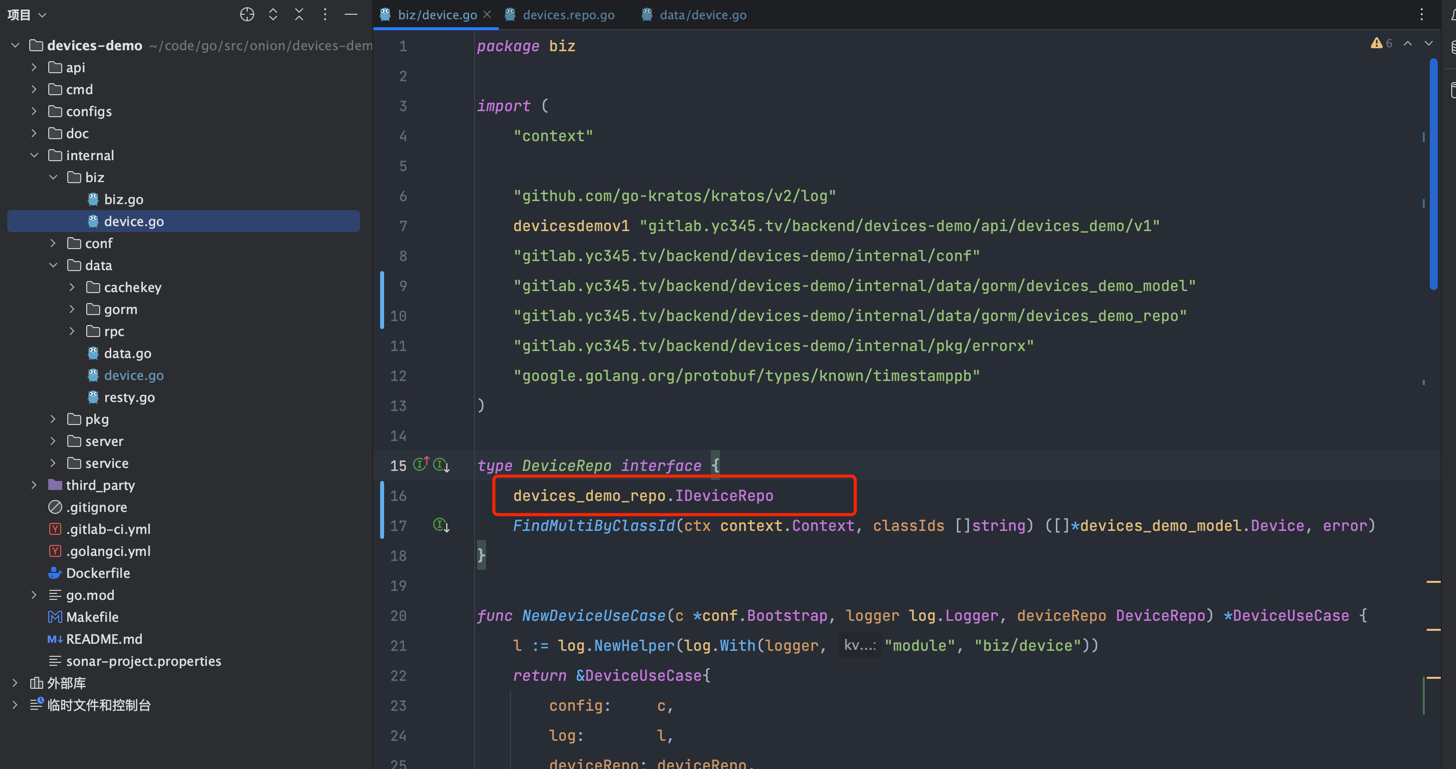 项目
devices-demo ~/code/go/src/onion/devices-dem
api
cmd
configs
doc
internal
biz
biz.go
device.go
conf
data
cachekey
gorm
rpc
data.go
device.go
resty.go
pkg
server
service
third_party
.gitignore
.gitlab-ci.yml
.golangci.yml
Dockerfile
go.mod
Makefile
README.md
sonar-project.properties
外部库
临时文件和控制台
biz/device.go devices.repo.go data/device.go
6
1 package biz
2
3 import (
4 "context"
5
6 "github.com/go-kratos/kratos/v2/log"
7 devicesdemov1 "gitlab.yc345.tv/backend/devices-demo/api/devices_demo/v1"
8 "gitlab.yc345.tv/backend/devices-demo/internal/conf"
9 "gitlab.yc345.tv/backend/devices-demo/internal/data/gorm/devices_demo_model"
10 "gitlab.yc345.tv/backend/devices-demo/internal/data/gorm/devices_demo_repo"
11 "gitlab.yc345.tv/backend/devices-demo/internal/pkg/errorx"
12 "google.golang.org/protobuf/types/known/timestamppb"
13 )
14
15 type DeviceRepo interface {
16 devices_demo_repo.IDeviceRepo
17 FindMultiByClassId(ctx context.Context, classIds []string) ([]*devices_demo_model.Device, error)
18 }
19
20 func NewDeviceUseCase(c *conf.Bootstrap, logger log.Logger, deviceRepo DeviceRepo) *DeviceUseCase {
21 l := log.NewHelper(log.With(logger, kv...: "module", "biz/device"))
22 return &DeviceUseCase{
23 config: c,
24 log: l,
25 deviceRepo: deviceRepo,